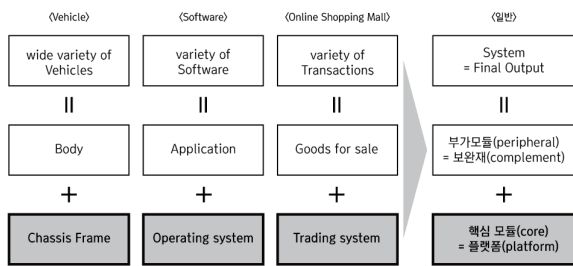 〈Vehicle〉
〈Software〉
〈Online Shopping Mall〉
〈일반〉
wide variety of
Vehicles
variety of
Software
variety of
Transactions
System
= Final Output
=
=
=
=
Body
Application
Goods for sale
부가모듈(peripheral)
= 보완재(complement)
+
+
+
+
Chassis Frame
Operating system
Trading system
핵심 모듈(core)
= 플랫폼(platform)